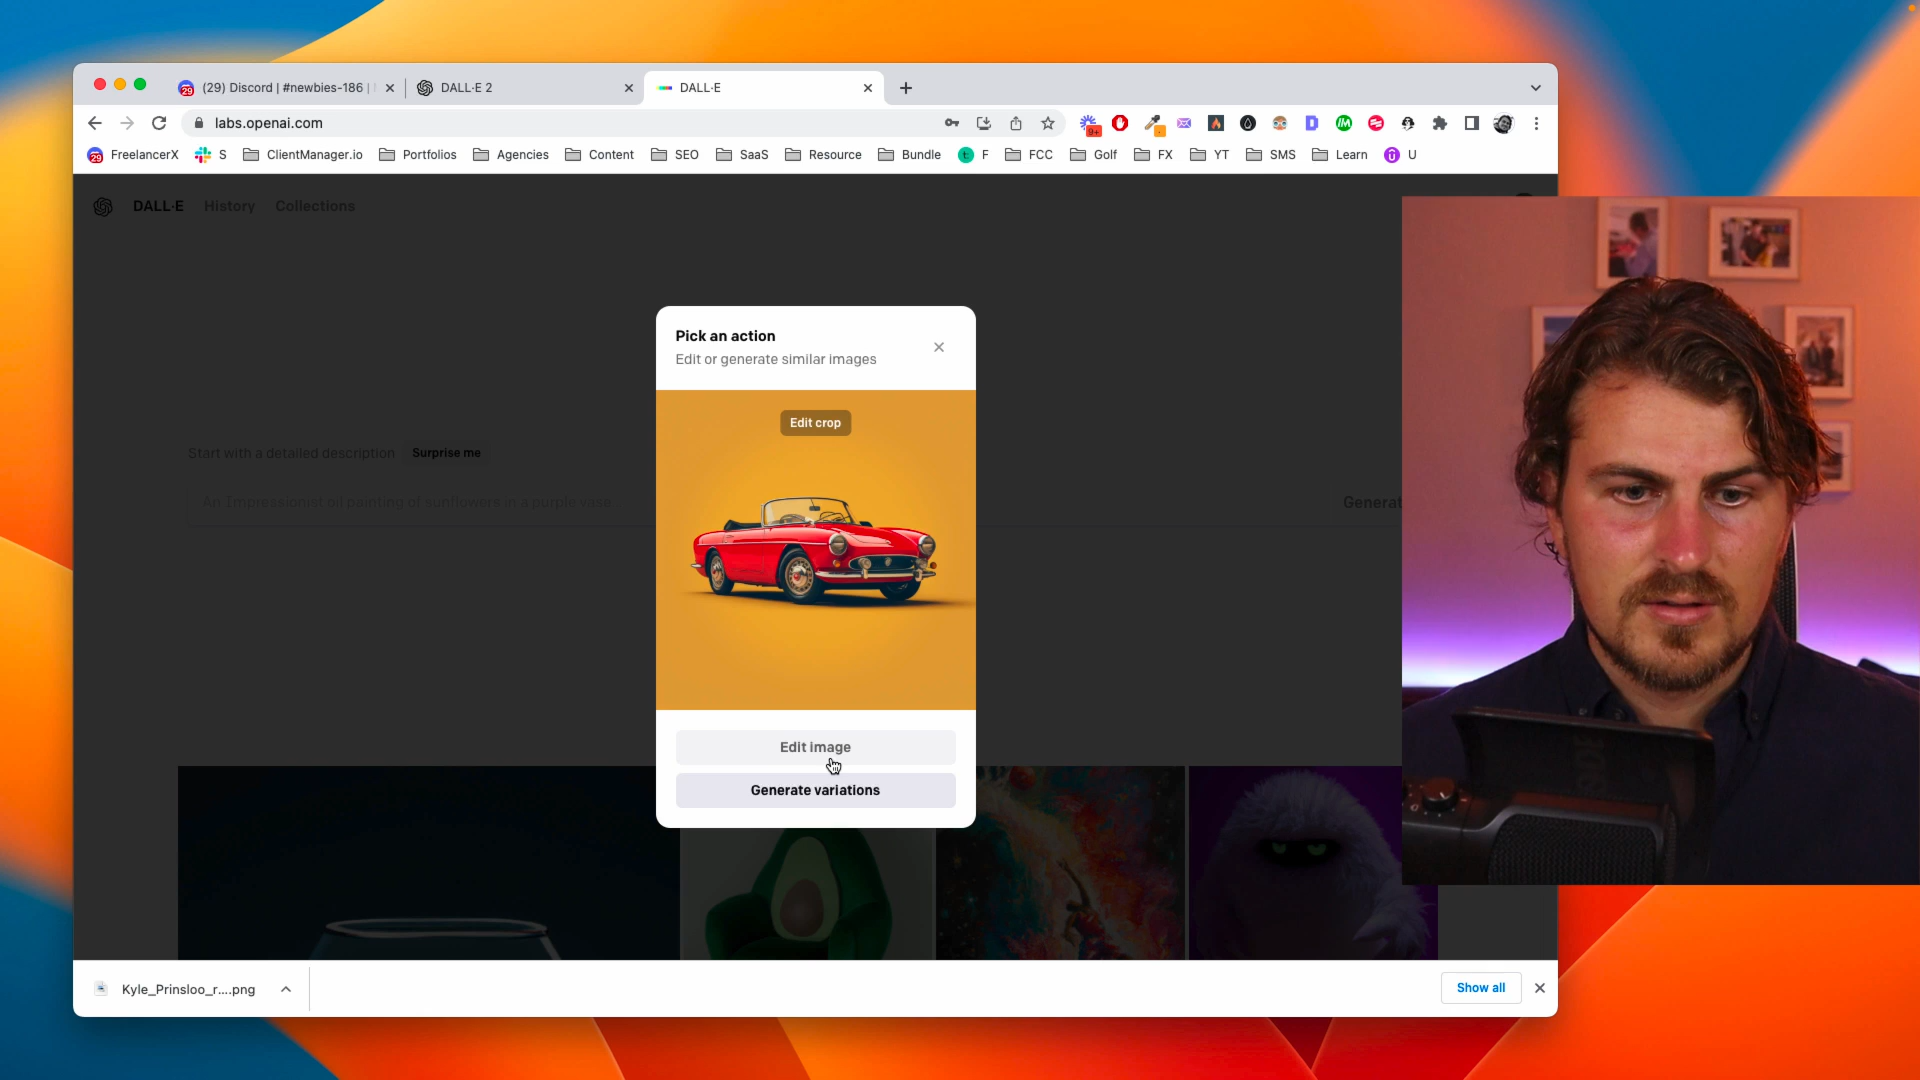 (29) Discord | #newbies-186 |
DALL·E 2
DALL·E
labs.openai.com
9+
29
FreelancerX
S
ClientManager.io
Portfolios
Agencies
Content
SEO
SaaS
Resource
Bundle
t:
F
FCC
Golf
FX
YT
SMS
Learn
U
DALL·E
History
Collections
Pick an action
Edit or generate similar images
Edit crop
Start with a detailed description
Surprise me
An Impressionist oil painting of sunflowers in a purple vase
Generat
Edit image
Generate variations
Kyle_Prinsloo_r....png
Show all